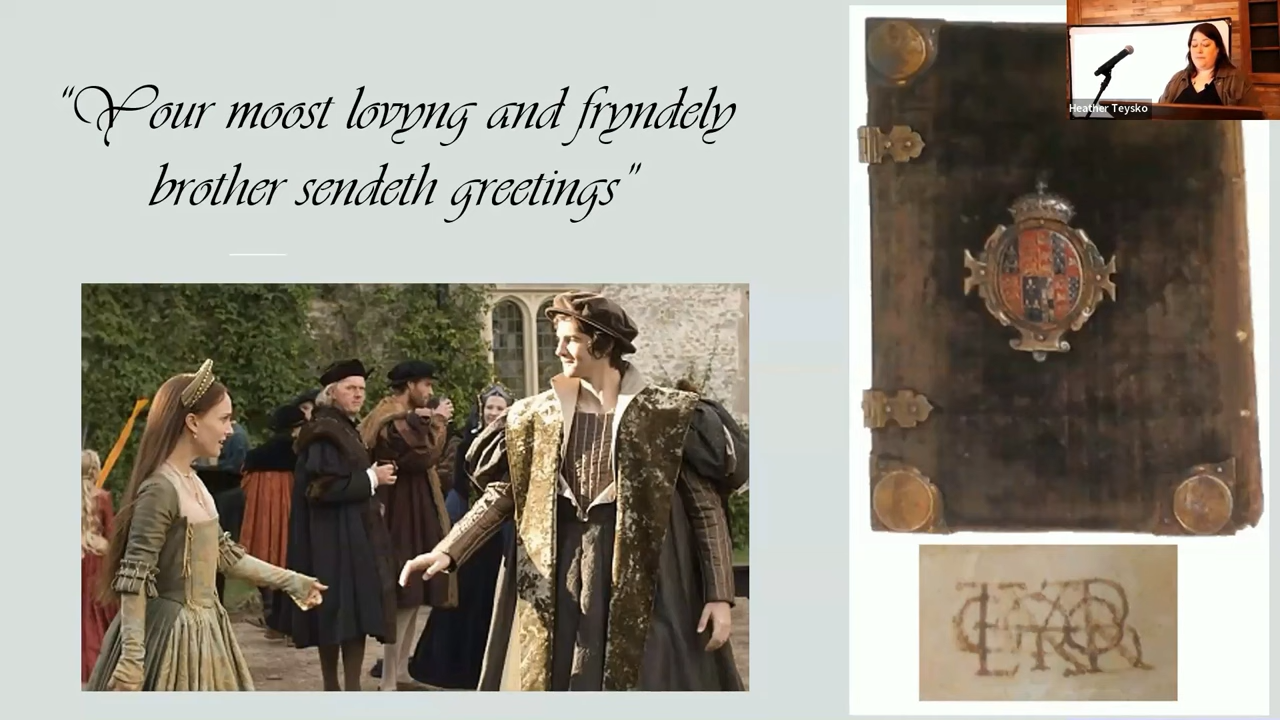 “Your moost lovyng and fryndely
brother sendeth greetings”
Heather Teysko